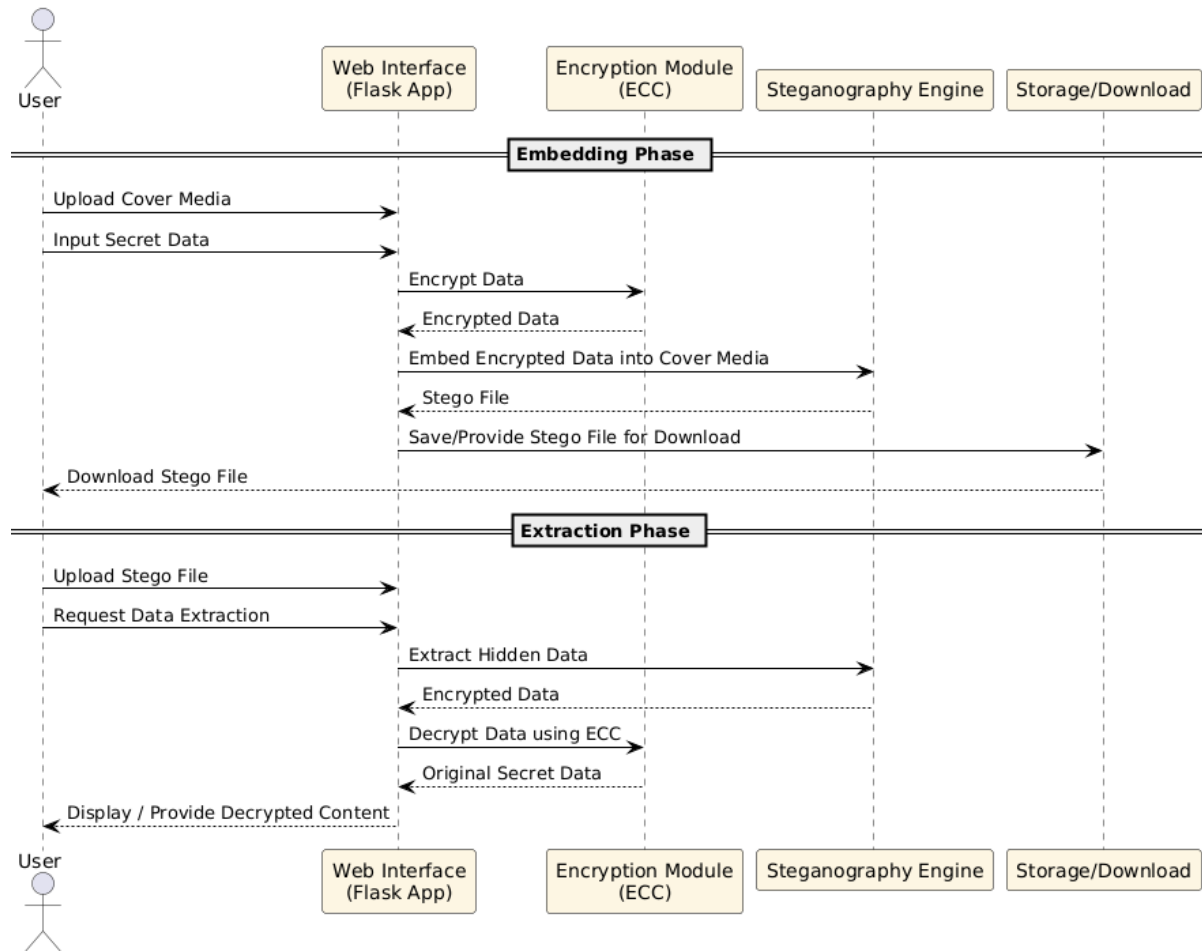 User
Web Interface
(Flask App)
Encryption Module
(ECC)
Steganography Engine
Storage/Download
Embedding Phase
Upload Cover Media
Input Secret Data
Encrypt Data
Encrypted Data
Embed Encrypted Data into Cover Media
Stego File
Save/Provide Stego File for Download
Download Stego File
Extraction Phase
Upload Stego File
Request Data Extraction
Extract Hidden Data
Encrypted Data
Decrypt Data using ECC
Original Secret Data
Display / Provide Decrypted Content
User
Web Interface
(Flask App)
Encryption Module
(ECC)
Steganography Engine
Storage/Download